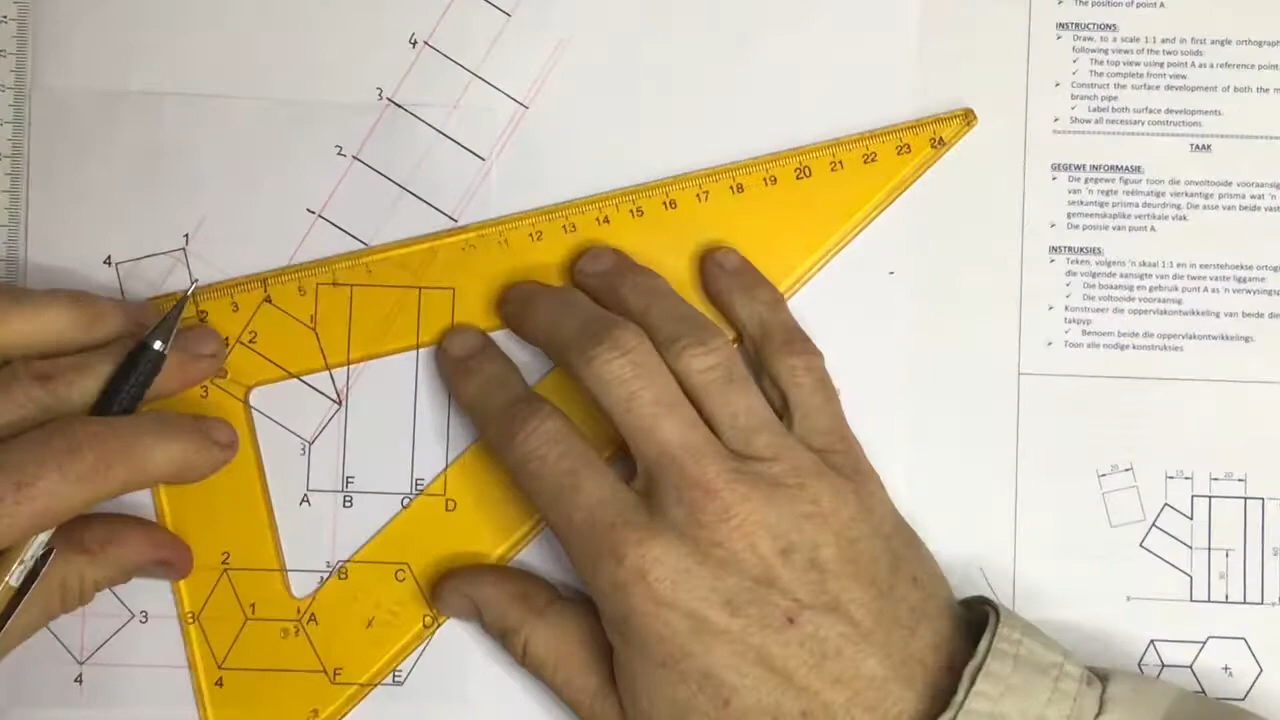 The position of point A.
INSTRUCTIONS:
Draw, to a scale 1:1 and in first angle orthograph
following views of the two solids:
The top view using point A as a reference point.
The complete front view.
Construct the surface development of both the m
branch pipe.
Label both surface developments.
Show all necessary constructions.
TAAK
GEGEWE INFORMASIE:
Die gegewe figuur toon die onvoltooide vooraansig
van 'n regte reëlmatige vierkantige prisma wat 'n
seskantige prisma deurdring. Die asse van beide vaste
gemeenskaplike vertikale vlak.
Die posisie van punt A.
INSTRUKSIES:
Teken, volgens 'n skaal 1:1 en in eerstehoekse ortog
die volgende aansigte van die twee vaste liggame:
Die boaansig en gebruik punt A as 'n verwysings
Die voltooide vooraansig.
Konstrueer die oppervlakontwikkeling van beide die
takpyp.
Benoem beide die oppervlakontwikkelings.
Toon alle nodige konstruksies.
20
15
20
30
A
4
3
2
4
1
2
3
4
5
11
12
13
14
15
16
17
18
19
20
21
22
23
24
1
2
3
3
F
E
A
B
C
D
2
B
C
3
1
A
D
4
F
E
3
4